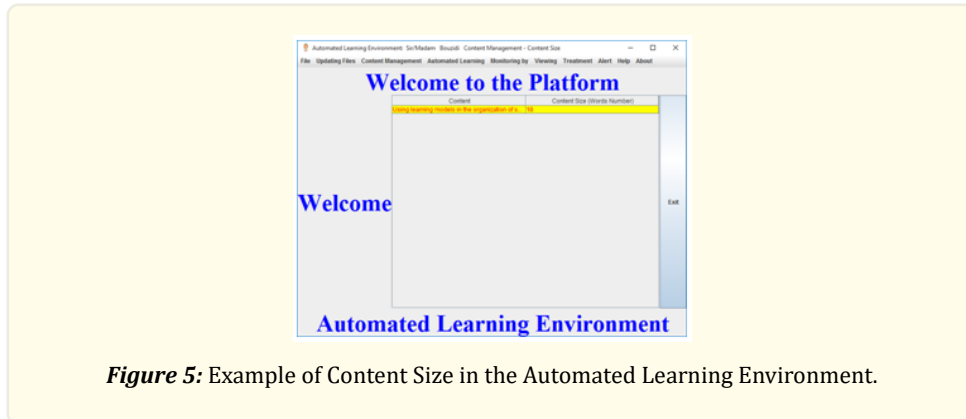 Automated Learning Environment: Sir/Madam Bouzidi Content Management - Content Size
File Updating Files Content Management Automated Learning Monitoring by Viewing Treatment Alert Help About
Welcome to the Platform
Content Content Size (Words Number)
Using learning models in the organization of s... 16
Welcome
Exit
Automated Learning Environment
Figure 5: Example of Content Size in the Automated Learning Environment.